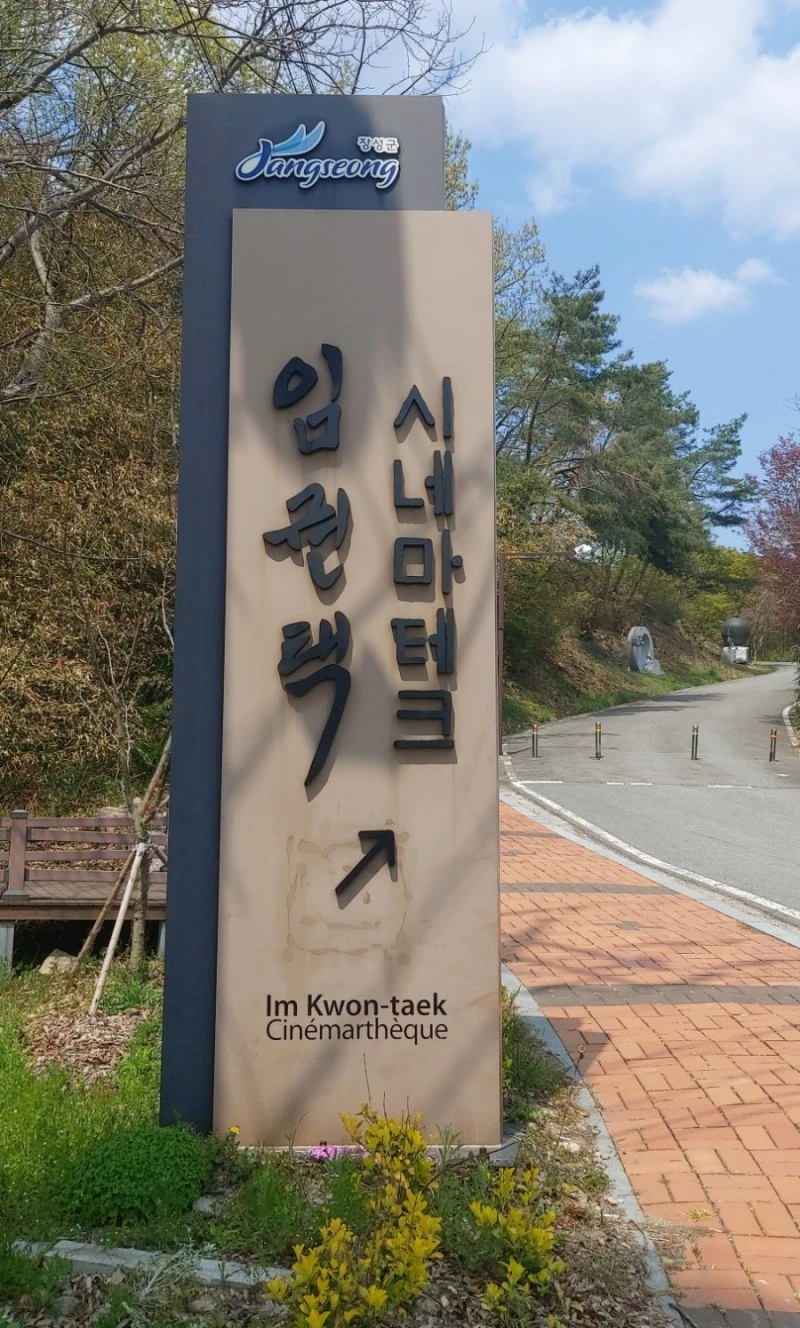 장성군
Jangseong
임권택
시네마테크
Im Kwon-taek
Cinémarthèque